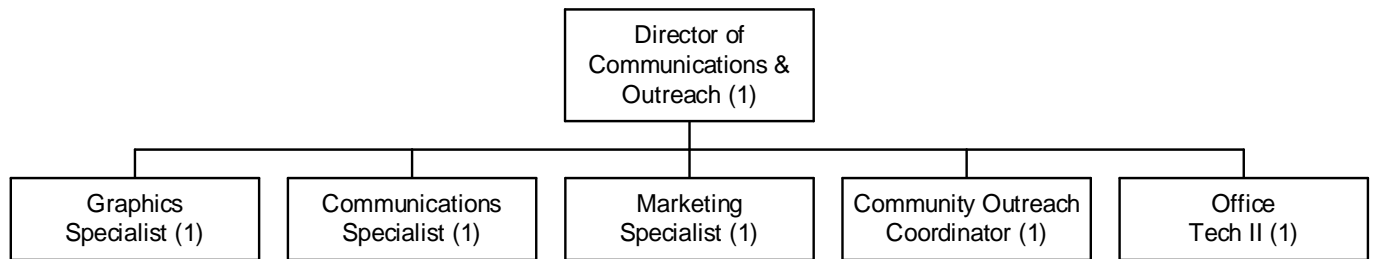 Director of
Communications &
Outreach (1)
Graphics
Specialist (1)
Communications
Specialist (1)
Marketing
Specialist (1)
Community Outreach
Coordinator (1)
Office
Tech II (1)